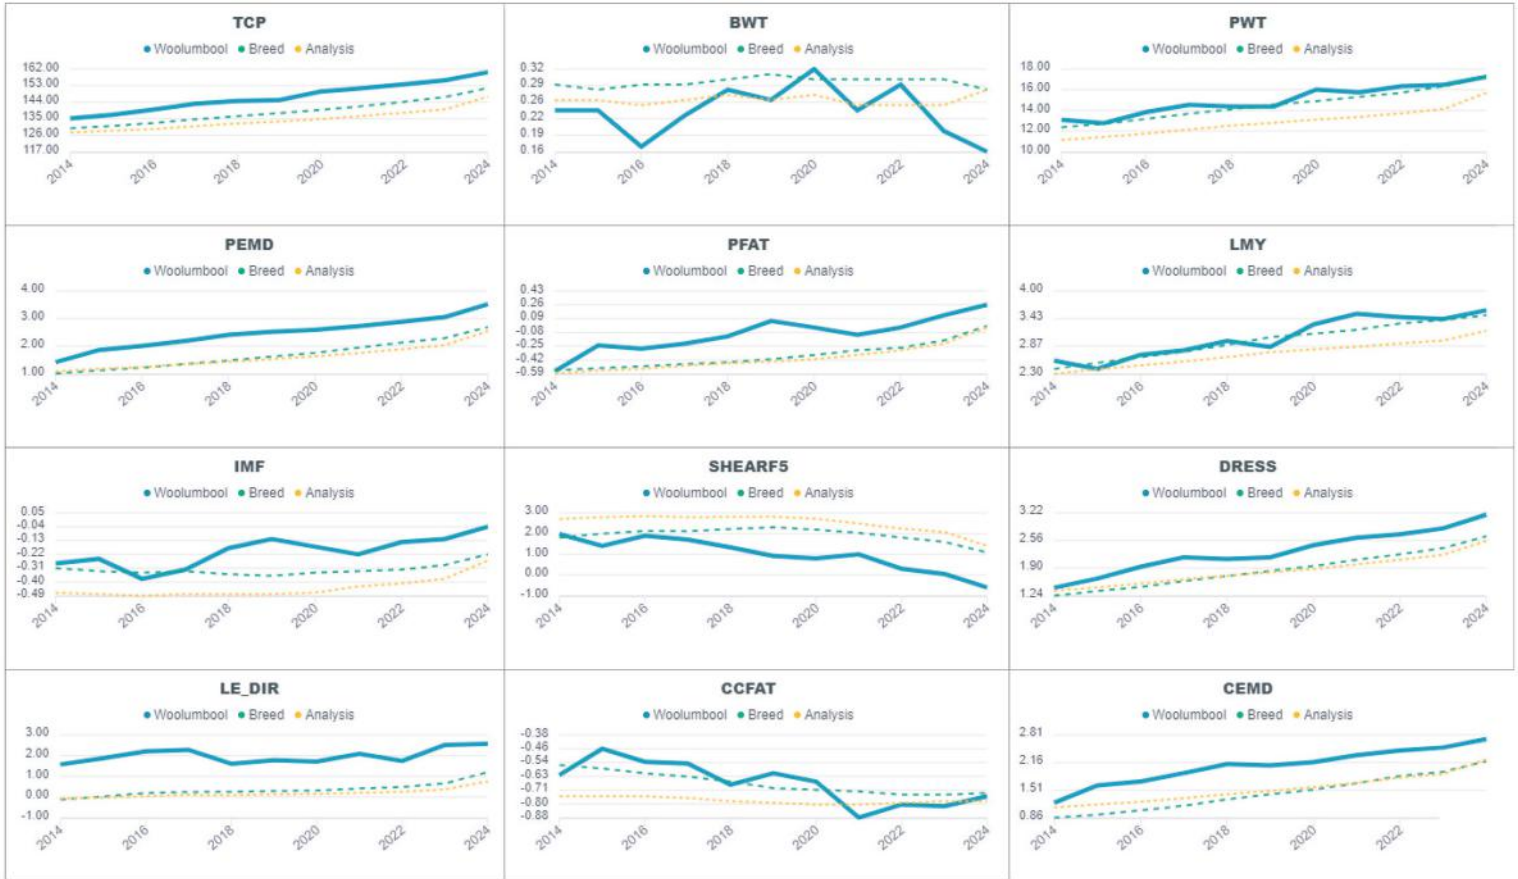 TCP
Woolumbool Breed Analysis
162.00
153.00
144.00
135.00
126.00
117.00
2014 2016 2018 2020 2022 2024
BWT
Woolumbool Breed Analysis
0.32
0.29
0.26
0.22
0.19
0.16
2014 2016 2018 2020 2022 2024
PWT
Woolumbool Breed Analysis
18.00
16.00
14.00
12.00
10.00
2014 2016 2018 2020 2022 2024
PEMD
Woolumbool Breed Analysis
4.00
3.00
2.00
1.00
2014 2016 2018 2020 2022 2024
PFAT
Woolumbool Breed Analysis
0.43
0.26
0.09
-0.08
-0.25
-0.42
-0.59
2014 2016 2018 2020 2022 2024
LMY
Woolumbool Breed Analysis
4.00
3.43
2.87
2.30
2014 2016 2018 2020 2022 2024
IMF
Woolumbool Breed Analysis
0.05
-0.04
-0.13
-0.22
-0.31
-0.40
-0.49
2014 2016 2018 2020 2022 2024
SHEARF5
Woolumbool Breed Analysis
3.00
2.00
1.00
0.00
-1.00
2014 2016 2018 2020 2022 2024
DRESS
Woolumbool Breed Analysis
3.22
2.56
1.90
1.24
2014 2016 2018 2020 2022 2024
LE_DIR
Woolumbool Breed Analysis
3.00
2.00
1.00
0.00
-1.00
2014 2016 2018 2020 2022 2024
CCFAT
Woolumbool Breed Analysis
-0.38
-0.46
-0.54
-0.63
-0.71
-0.80
-0.88
2014 2016 2018 2020 2022 2024
CEMD
Woolumbool Breed Analysis
2.81
2.16
1.51
0.86
2014 2016 2018 2020 2022